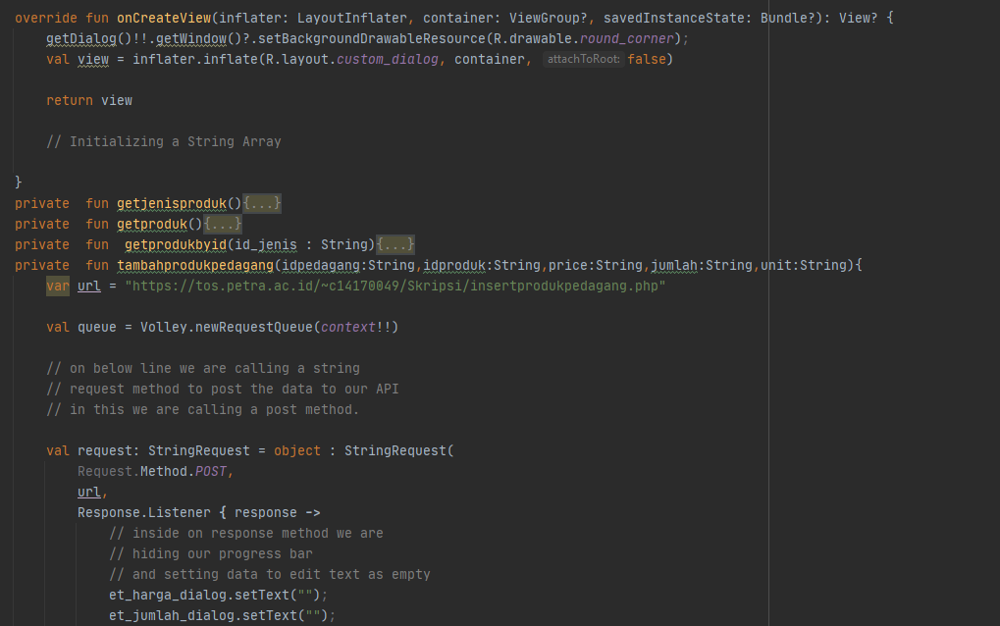 override fun onCreateView(inflater: LayoutInflater, container: ViewGroup?, savedInstanceState: Bundle?): View? {
    getDialog()!!.getWindow()?.setBackgroundDrawableResource(R.drawable.round_corner);
    val view = inflater.inflate(R.layout.custom_dialog, container, attachToRoot: false)

    return view

    // Initializing a String Array

}
private  fun getjenisproduk(){...}
private  fun getproduk(){...}
private  fun  getprodukbyid(id_jenis : String){...}
private  fun tambahprodukpedagang(idpedagang:String,idproduk:String,price:String,jumlah:String,unit:String){
    var url = "https://tos.petra.ac.id/~c14170049/Skripsi/insertprodukpedagang.php"

    val queue = Volley.newRequestQueue(context!!)

    // on below line we are calling a string
    // request method to post the data to our API
    // in this we are calling a post method.

    val request: StringRequest = object : StringRequest(
        Request.Method.POST,
        url,
        Response.Listener { response ->
            // inside on response method we are
            // hiding our progress bar
            // and setting data to edit text as empty
            et_harga_dialog.setText("");
            et_jumlah_dialog.setText("");